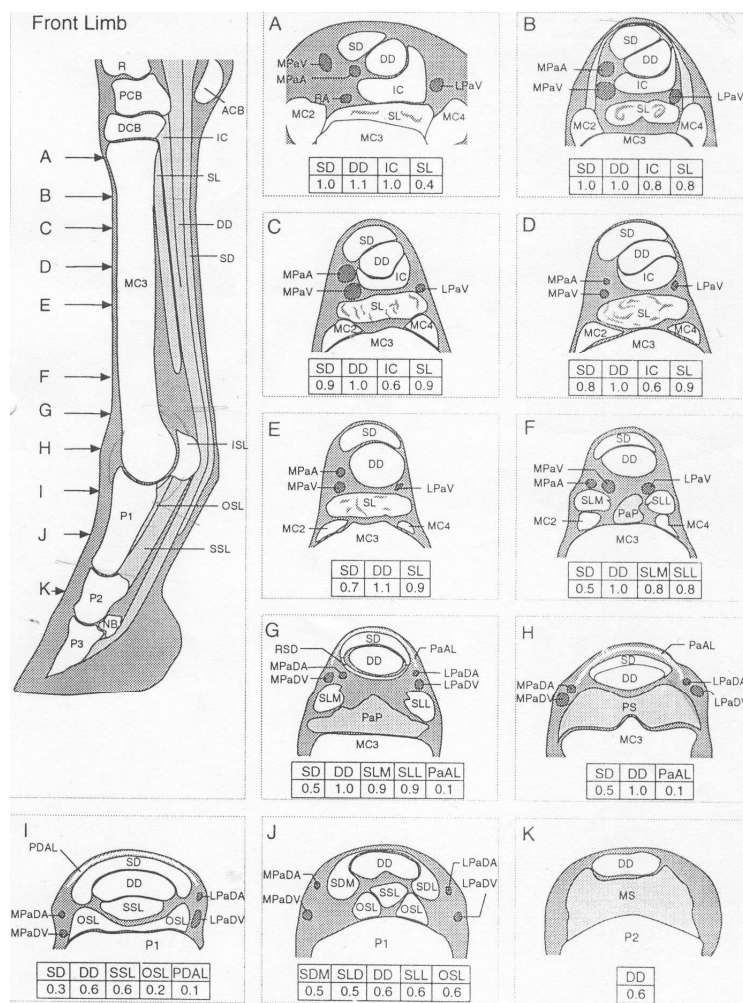 Front Limb
R
PCB
DCB
ACB
IC
SL
DD
SD
MC3
ISL
OSL
SSL
P1
P2
P3
NB
A
B
C
D
E
F
G
H
I
J
K
A
SD
DD
IC
SL
MPaV
MPaA
RA
LPaV
MC2
MC4
MC3
SD DD IC SL
1.0 1.1 1.0 0.4
B
SD
DD
IC
SL
MPaA
MPaV
LPaV
MC2
MC4
MC3
SD DD IC SL
1.0 1.0 0.8 0.8
C
SD
DD
IC
MPaA
MPaV
LPaV
SL
MC2
MC4
MC3
SD DD IC SL
0.9 1.0 0.6 0.9
D
SD
DD
IC
MPaA
MPaV
LPaV
SL
MC2
MC4
MC3
SD DD IC SL
0.8 1.0 0.6 0.9
E
SD
DD
MPaA
MPaV
LPaV
SL
MC2
MC4
MC3
SD DD SL
0.7 1.1 0.9
F
SD
DD
MPaV
MPaA
LPaV
SLM
SLL
PaP
MC2
MC4
MC3
SD DD SLM SLL
0.5 1.0 0.8 0.8
G
SD
RSD
PaAL
DD
MPaDA
MPaDV
LPaDA
LPaDV
SLM
SLL
PaP
MC3
SD DD SLM SLL PaAL
0.5 1.0 0.9 0.9 0.1
H
PaAL
SD
DD
MPaDA
MPaDV
LPaDA
LPaDV
PS
MC3
SD DD PaAL
0.5 1.0 0.1
I
PDAL
SD
DD
SSL
OSL
OSL
MPaDA
MPaDV
LPaDA
LPaDV
P1
SD DD SSL OSL PDAL
0.3 0.6 0.6 0.2 0.1
J
DD
SDM
SDL
SSL
OSL
OSL
MPaDA
MPaDV
LPaDA
LPaDV
P1
SDM SLD DD SLL OSL
0.5 0.5 0.6 0.6 0.6
K
DD
MS
P2
DD
0.6